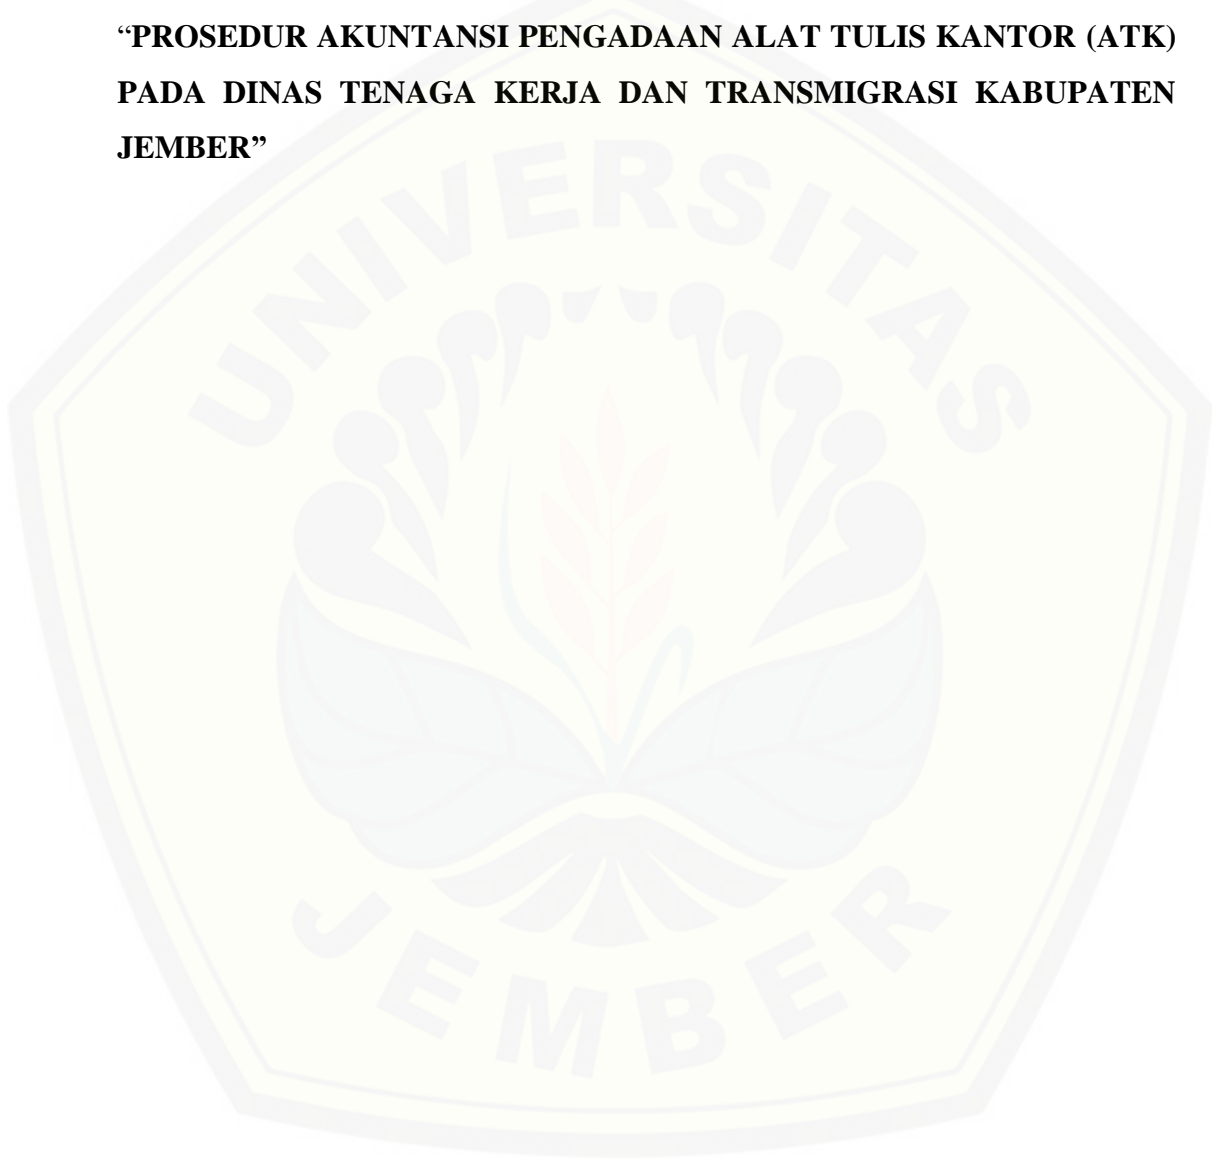 “PROSEDUR AKUNTANSI PENGADAAN ALAT TULIS KANTOR (ATK)
PADA DINAS TENAGA KERJA DAN TRANSMIGRASI KABUPATEN
JEMBER”
UNIVERSITAS
JEMBER